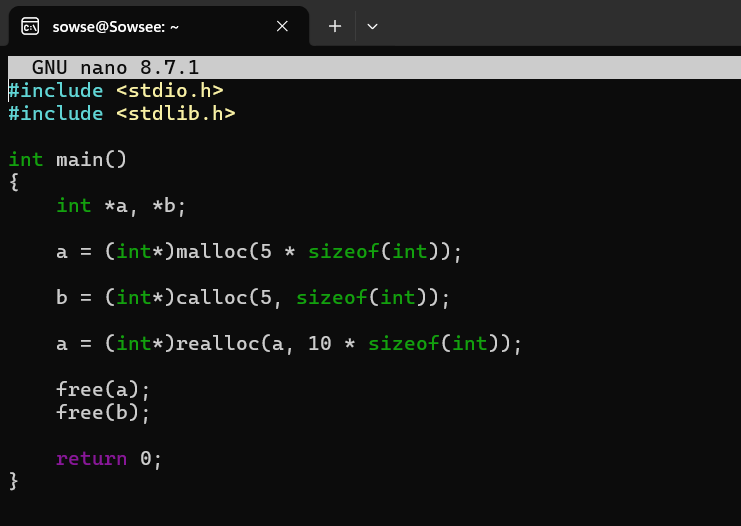 sowse@Sowsee: ~
GNU nano 8.7.1
#include <stdio.h>
#include <stdlib.h>
int main()
{
    int *a, *b;
    a = (int*)malloc(5 * sizeof(int));
    b = (int*)calloc(5, sizeof(int));
    a = (int*)realloc(a, 10 * sizeof(int));
    free(a);
    free(b);
    return 0;
}